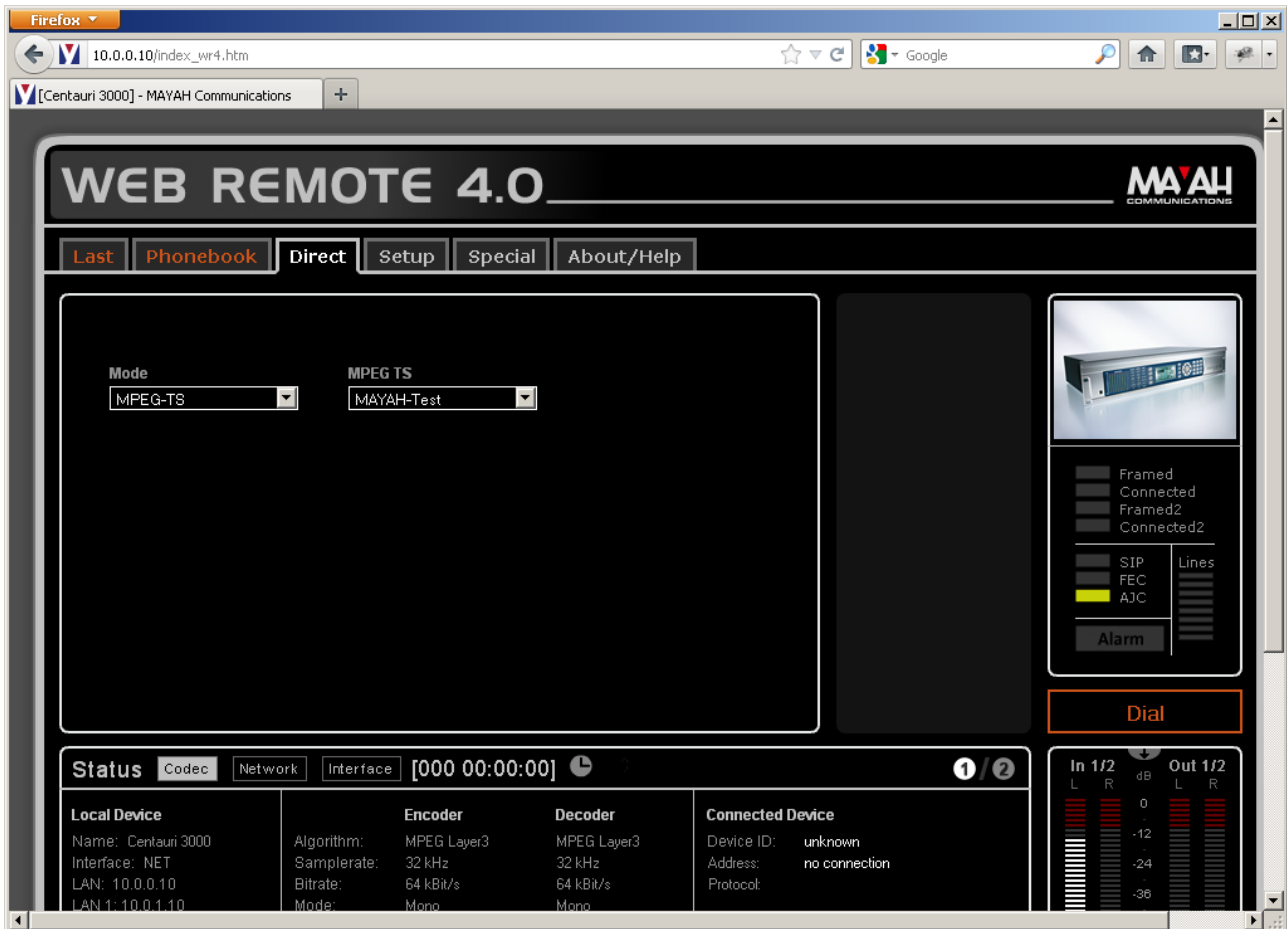 Firefox
10.0.0.10/index_wr4.htm
Google
[Centauri 3000] - MAYAH Communications
WEB REMOTE 4.0
MAYAH
COMMUNICATIONS
Last Phonebook Direct Setup Special About/Help
Mode MPEG TS
MPEG-TS MAYAH-Test
Framed
Connected
Framed2
Connected2
SIP Lines
FEC
AJC
Alarm
Dial
Status Codec Network Interface [000 00:00:00] 1/2
In 1/2 dB Out 1/2
L R L R
0
-12
-24
-36
Local Device Encoder Decoder Connected Device
Name: Centauri 3000 Algorithm: MPEG Layer3 MPEG Layer3 Device ID: unknown
Interface: NET Samplerate: 32 kHz 32 kHz Address: no connection
LAN: 10.0.0.10 Bitrate: 64 kBit/s 64 kBit/s Protocol:
LAN 1: 10.0.1.10 Mode: Mono Mono